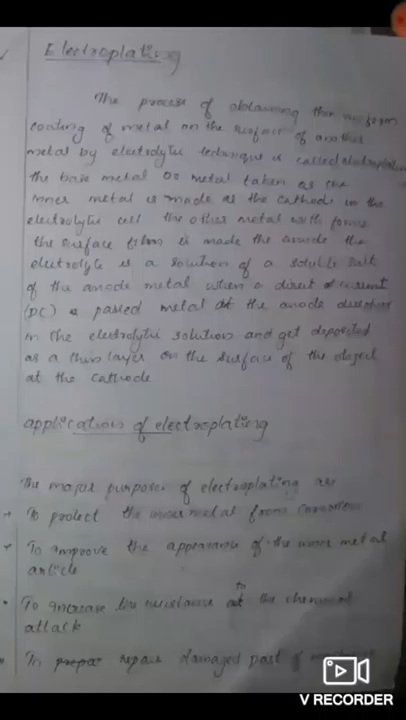 Electroplating
The process of obtaining thin uniform
coating of metal on the surface of another
metal by electrolytic technique is called electroplating
the base metal or metal taken as the
inner metal is made as the cathode in the
electrolytic cell the other metal with forms
the surface film is made the anode the
electrolyte is a solution of a soluble salt
of the anode metal when a direct current
(DC) is passed metal at the anode dissolves
in the electrolytic solution and get deposited
as a thin layer on the surface of the object
at the cathode
applications of electroplating
The major purposes of electroplating are
To protect the inner metal from corrosion
To improve the appearance of the inner metal
article
To increase the resistance to the chemical
attack
To repair damaged part of
V RECORDER